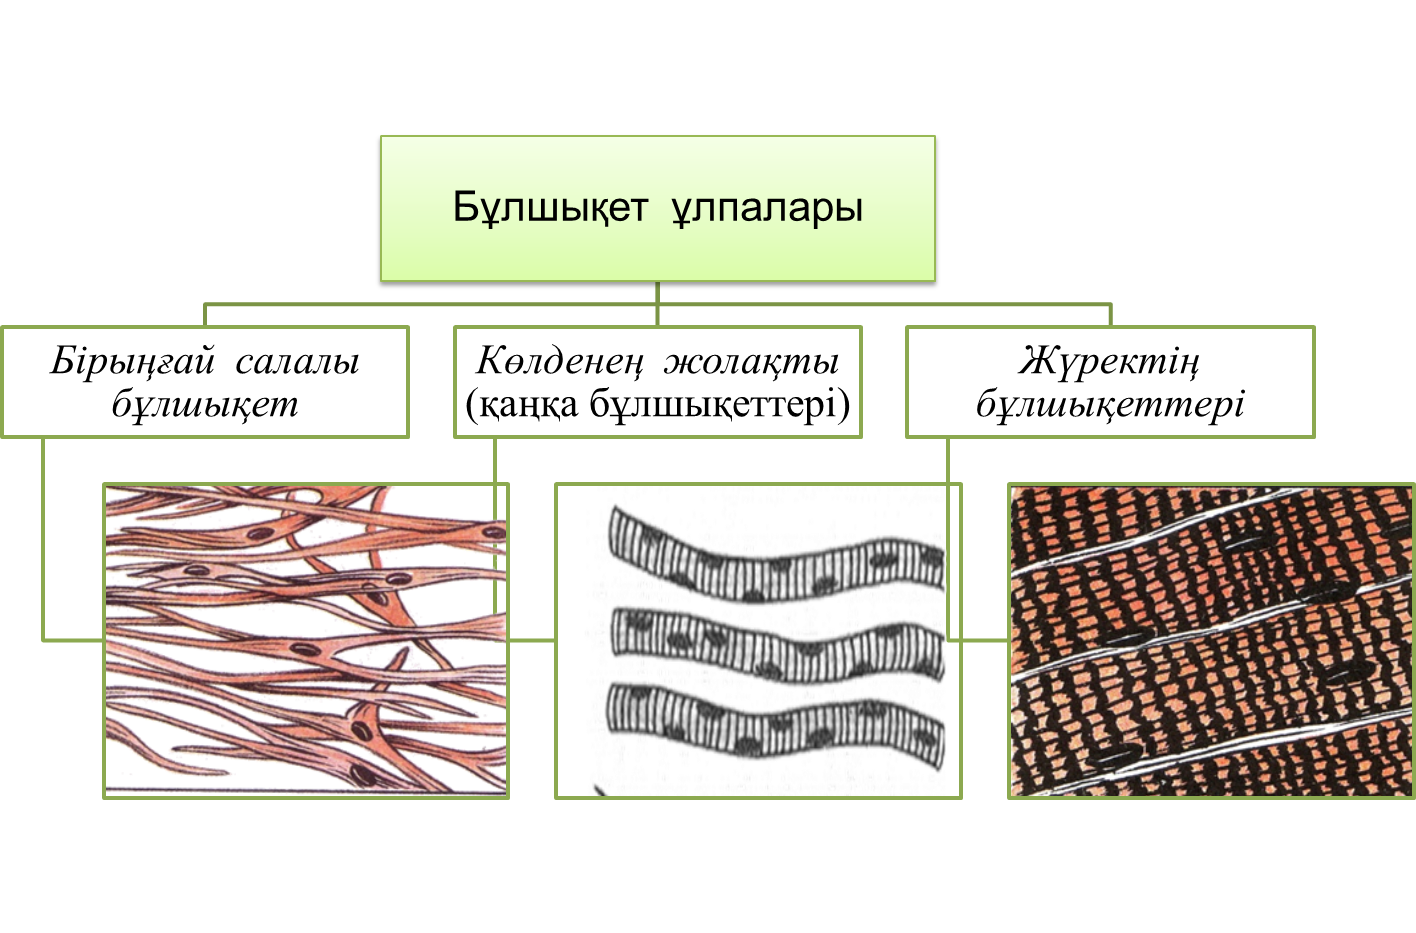 Бұлшықет ұлпалары
Бірыңғай салалы
бұлшықет
Көлденең жолақты
(қаңқа бұлшықеттері)
Жүректің
бұлшықеттері